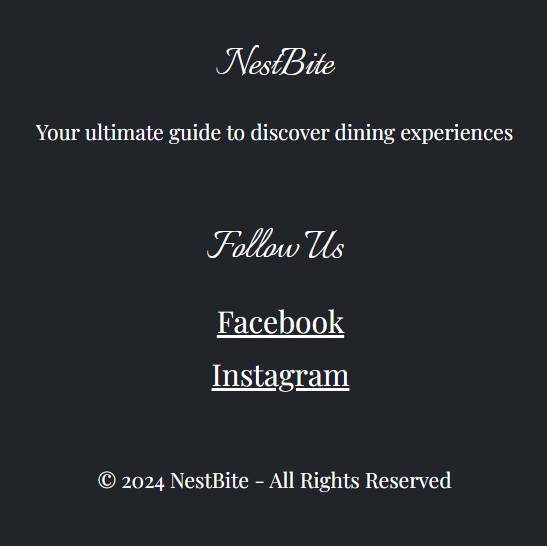 NestBite
Your ultimate guide to discover dining experiences
Follow Us
Facebook
Instagram
© 2024 NestBite - All Rights Reserved